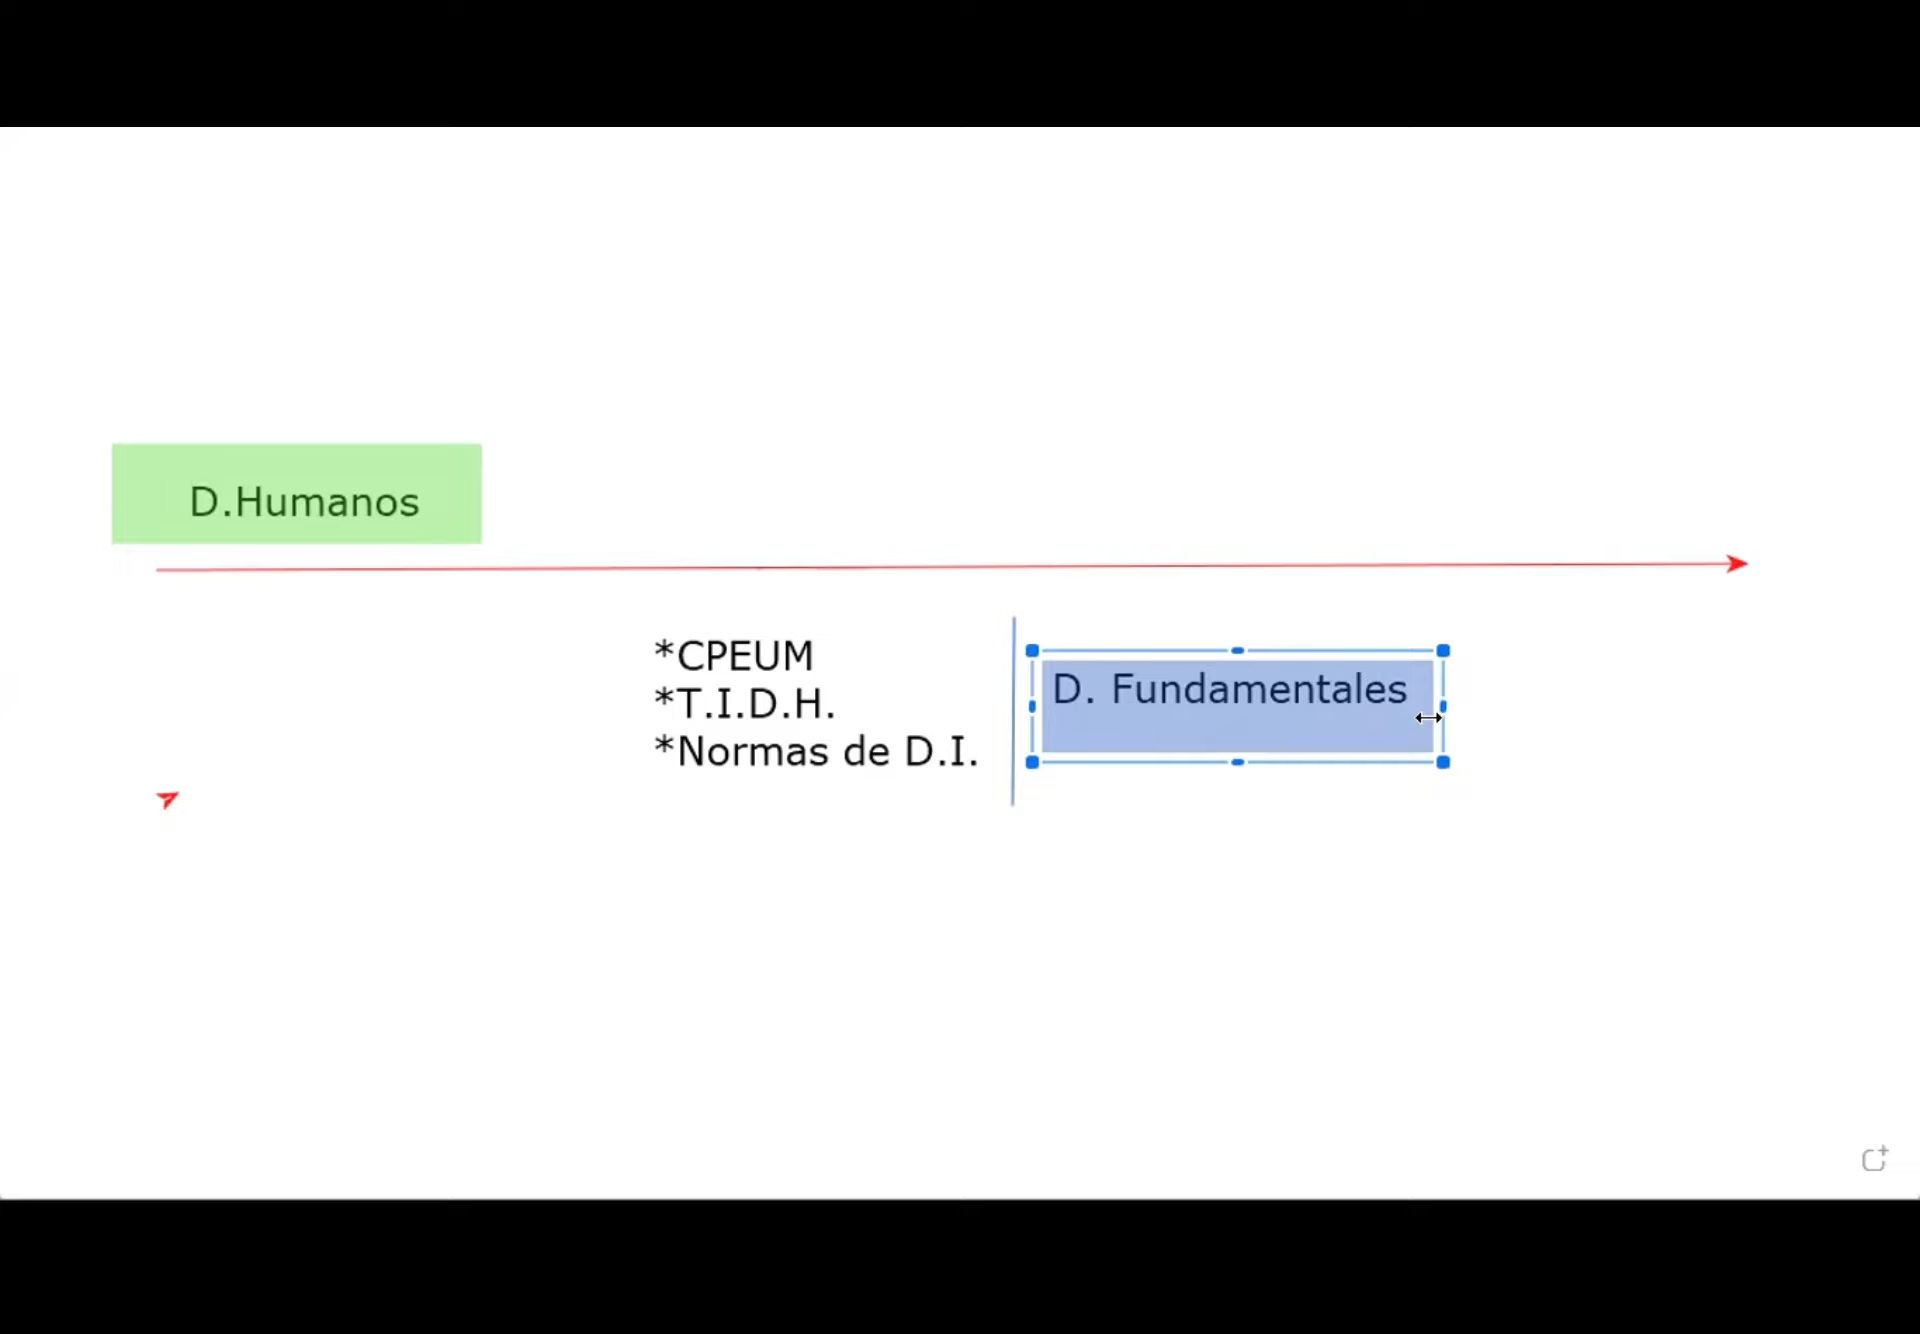 D.Humanos
*CPEUM
*T.I.D.H.
*Normas de D.I.
D. Fundamentales